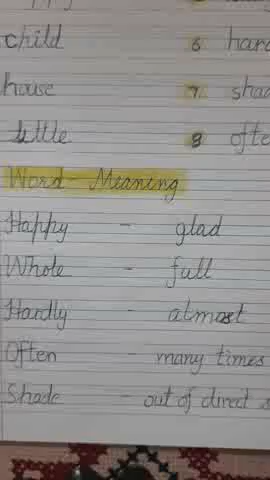 child 6 hard
house 7 shad
little 8 ofte
Word - Meaning
Happy - glad
Whole - full
Hardly - almost
Often - many times
Shade - out of direct